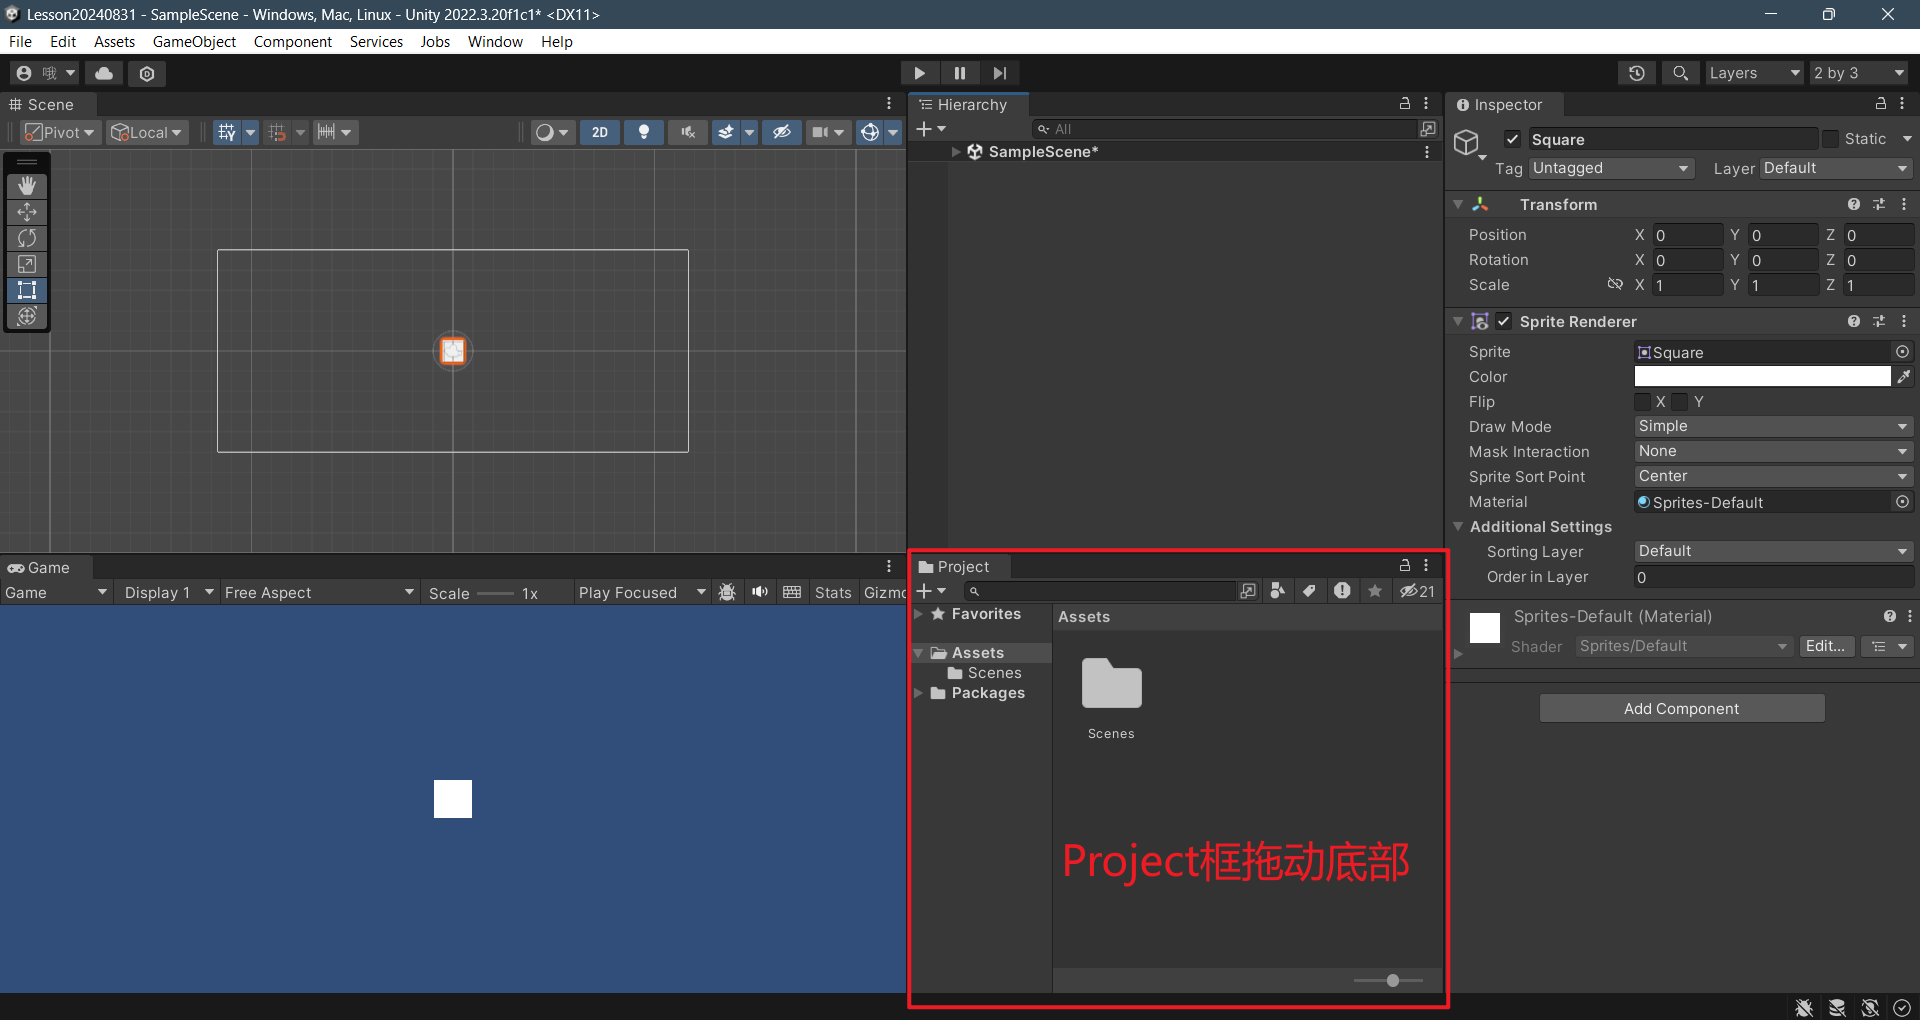 Lesson20240831 - SampleScene - Windows, Mac, Linux - Unity 2022.3.20f1c1* <DX11>
File Edit Assets GameObject Component Services Jobs Window Help
哦 Layers 2 by 3
Scene
Pivot Local 2D
Game
Game Display 1 Free Aspect Scale 1x Play Focused Stats Gizmo
Hierarchy
All
SampleScene*
Project
21
Favorites
Assets
Scenes
Packages
Assets
Scenes
Project框拖动底部
Inspector
Square Static
Tag Untagged Layer Default
Transform
Position X 0 Y 0 Z 0
Rotation X 0 Y 0 Z 0
Scale X 1 Y 1 Z 1
Sprite Renderer
Sprite Square
Color
Flip X Y
Draw Mode Simple
Mask Interaction None
Sprite Sort Point Center
Material Sprites-Default
Additional Settings
Sorting Layer Default
Order in Layer 0
Sprites-Default (Material)
Shader Sprites/Default Edit...
Add Component